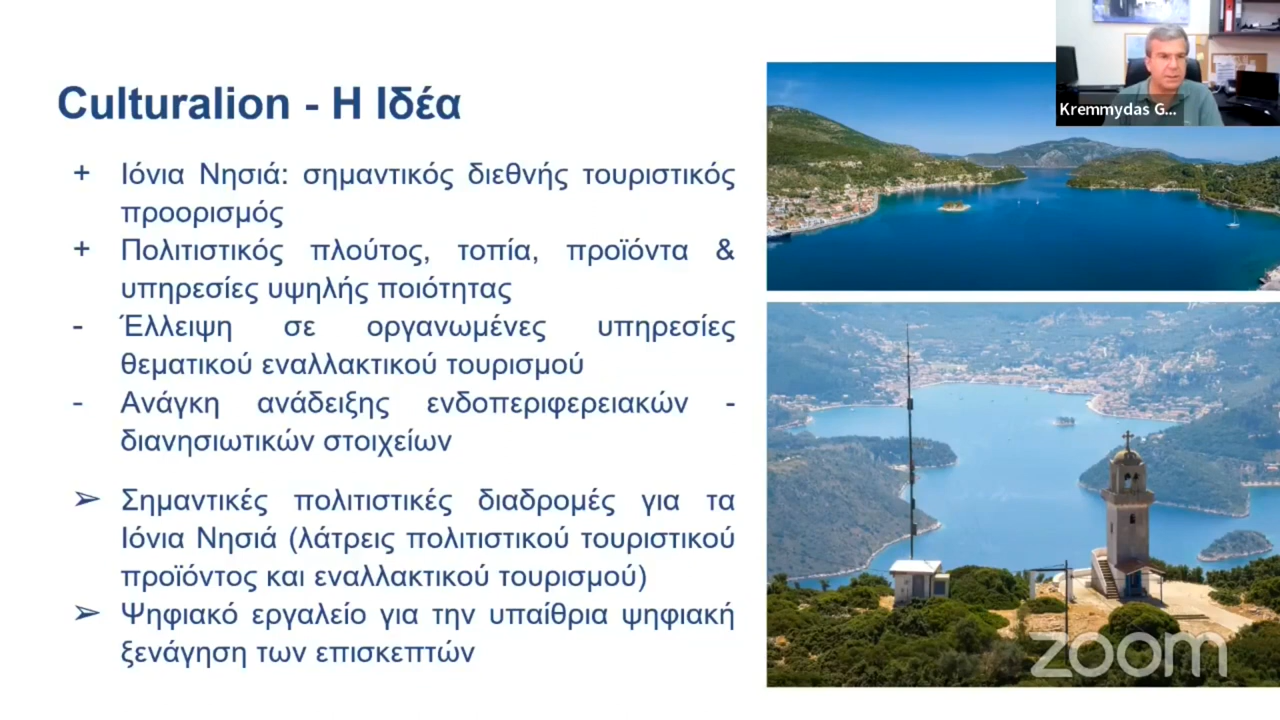 Culturalion - Η Ιδέα
+ Ιόνια Νησιά: σημαντικός διεθνής τουριστικός
προορισμός
+ Πολιτιστικός πλούτος, τοπία, προϊόντα &
υπηρεσίες υψηλής ποιότητας
- Έλλειψη σε οργανωμένες υπηρεσίες
θεματικού εναλλακτικού τουρισμού
- Ανάγκη ανάδειξης ενδοπεριφερειακών -
διανησιωτικών στοιχείων
➢ Σημαντικές πολιτιστικές διαδρομές για τα
Ιόνια Νησιά (λάτρεις πολιτιστικού τουριστικού
προϊόντος και εναλλακτικού τουρισμού)
➢ Ψηφιακό εργαλείο για την υπαίθρια ψηφιακή
ξενάγηση των επισκεπτών
Kremmydas G...
zoom